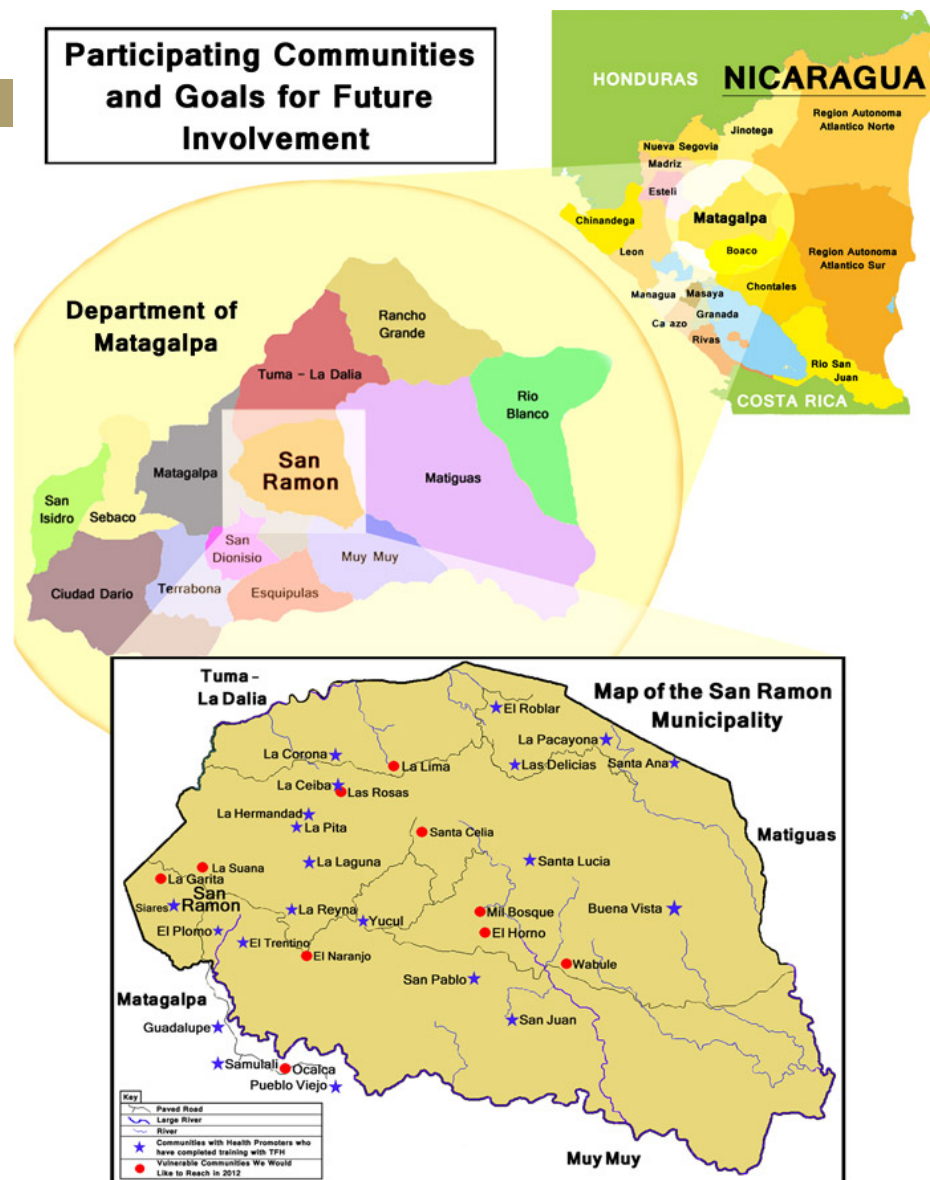 Participating Communities
and Goals for Future
Involvement
HONDURAS
NICARAGUA
Region Autonoma
Atlantico Norte
Jinotega
Nueva Segovia
Madriz
Esteli
Chinandega
Matagalpa
Leon
Boaco
Region Autonoma
Atlantico Sur
Chontales
Managua
Masaya
Granada
Ca azo
Rivas
Rio San
Juan
COSTA RICA
Department of
Matagalpa
Rancho
Grande
Tuma - La Dalia
Rio
Blanco
Matagalpa
San
Ramon
Matiguas
San
Isidro
Sebaco
San
Dionisio
Muy Muy
Ciudad Dario
Terrabona
Esquipulas
Tuma -
La Dalia
Map of the San Ramon
Municipality
El Roblar
La Pacayona
La Corona
La Lima
Las Delicias
Santa Ana
La Ceiba
Las Rosas
La Hermandad
La Pita
Santa Celia
Matiguas
La Laguna
Santa Lucia
La Suana
La Garita
San
Ramon
Siares
La Reyna
Yucul
Mil Bosque
Buena Vista
El Plomo
El Horno
El Trentino
El Naranjo
Wabule
San Pablo
Matagalpa
Guadalupe
San Juan
Samulali
Ocalca
Pueblo Viejo
Muy Muy
Key
Paved Road
Large River
River
Communities with Health Promoters who
have completed training with TFH
Vulnerable Communities We Would
Like to Reach in 2012